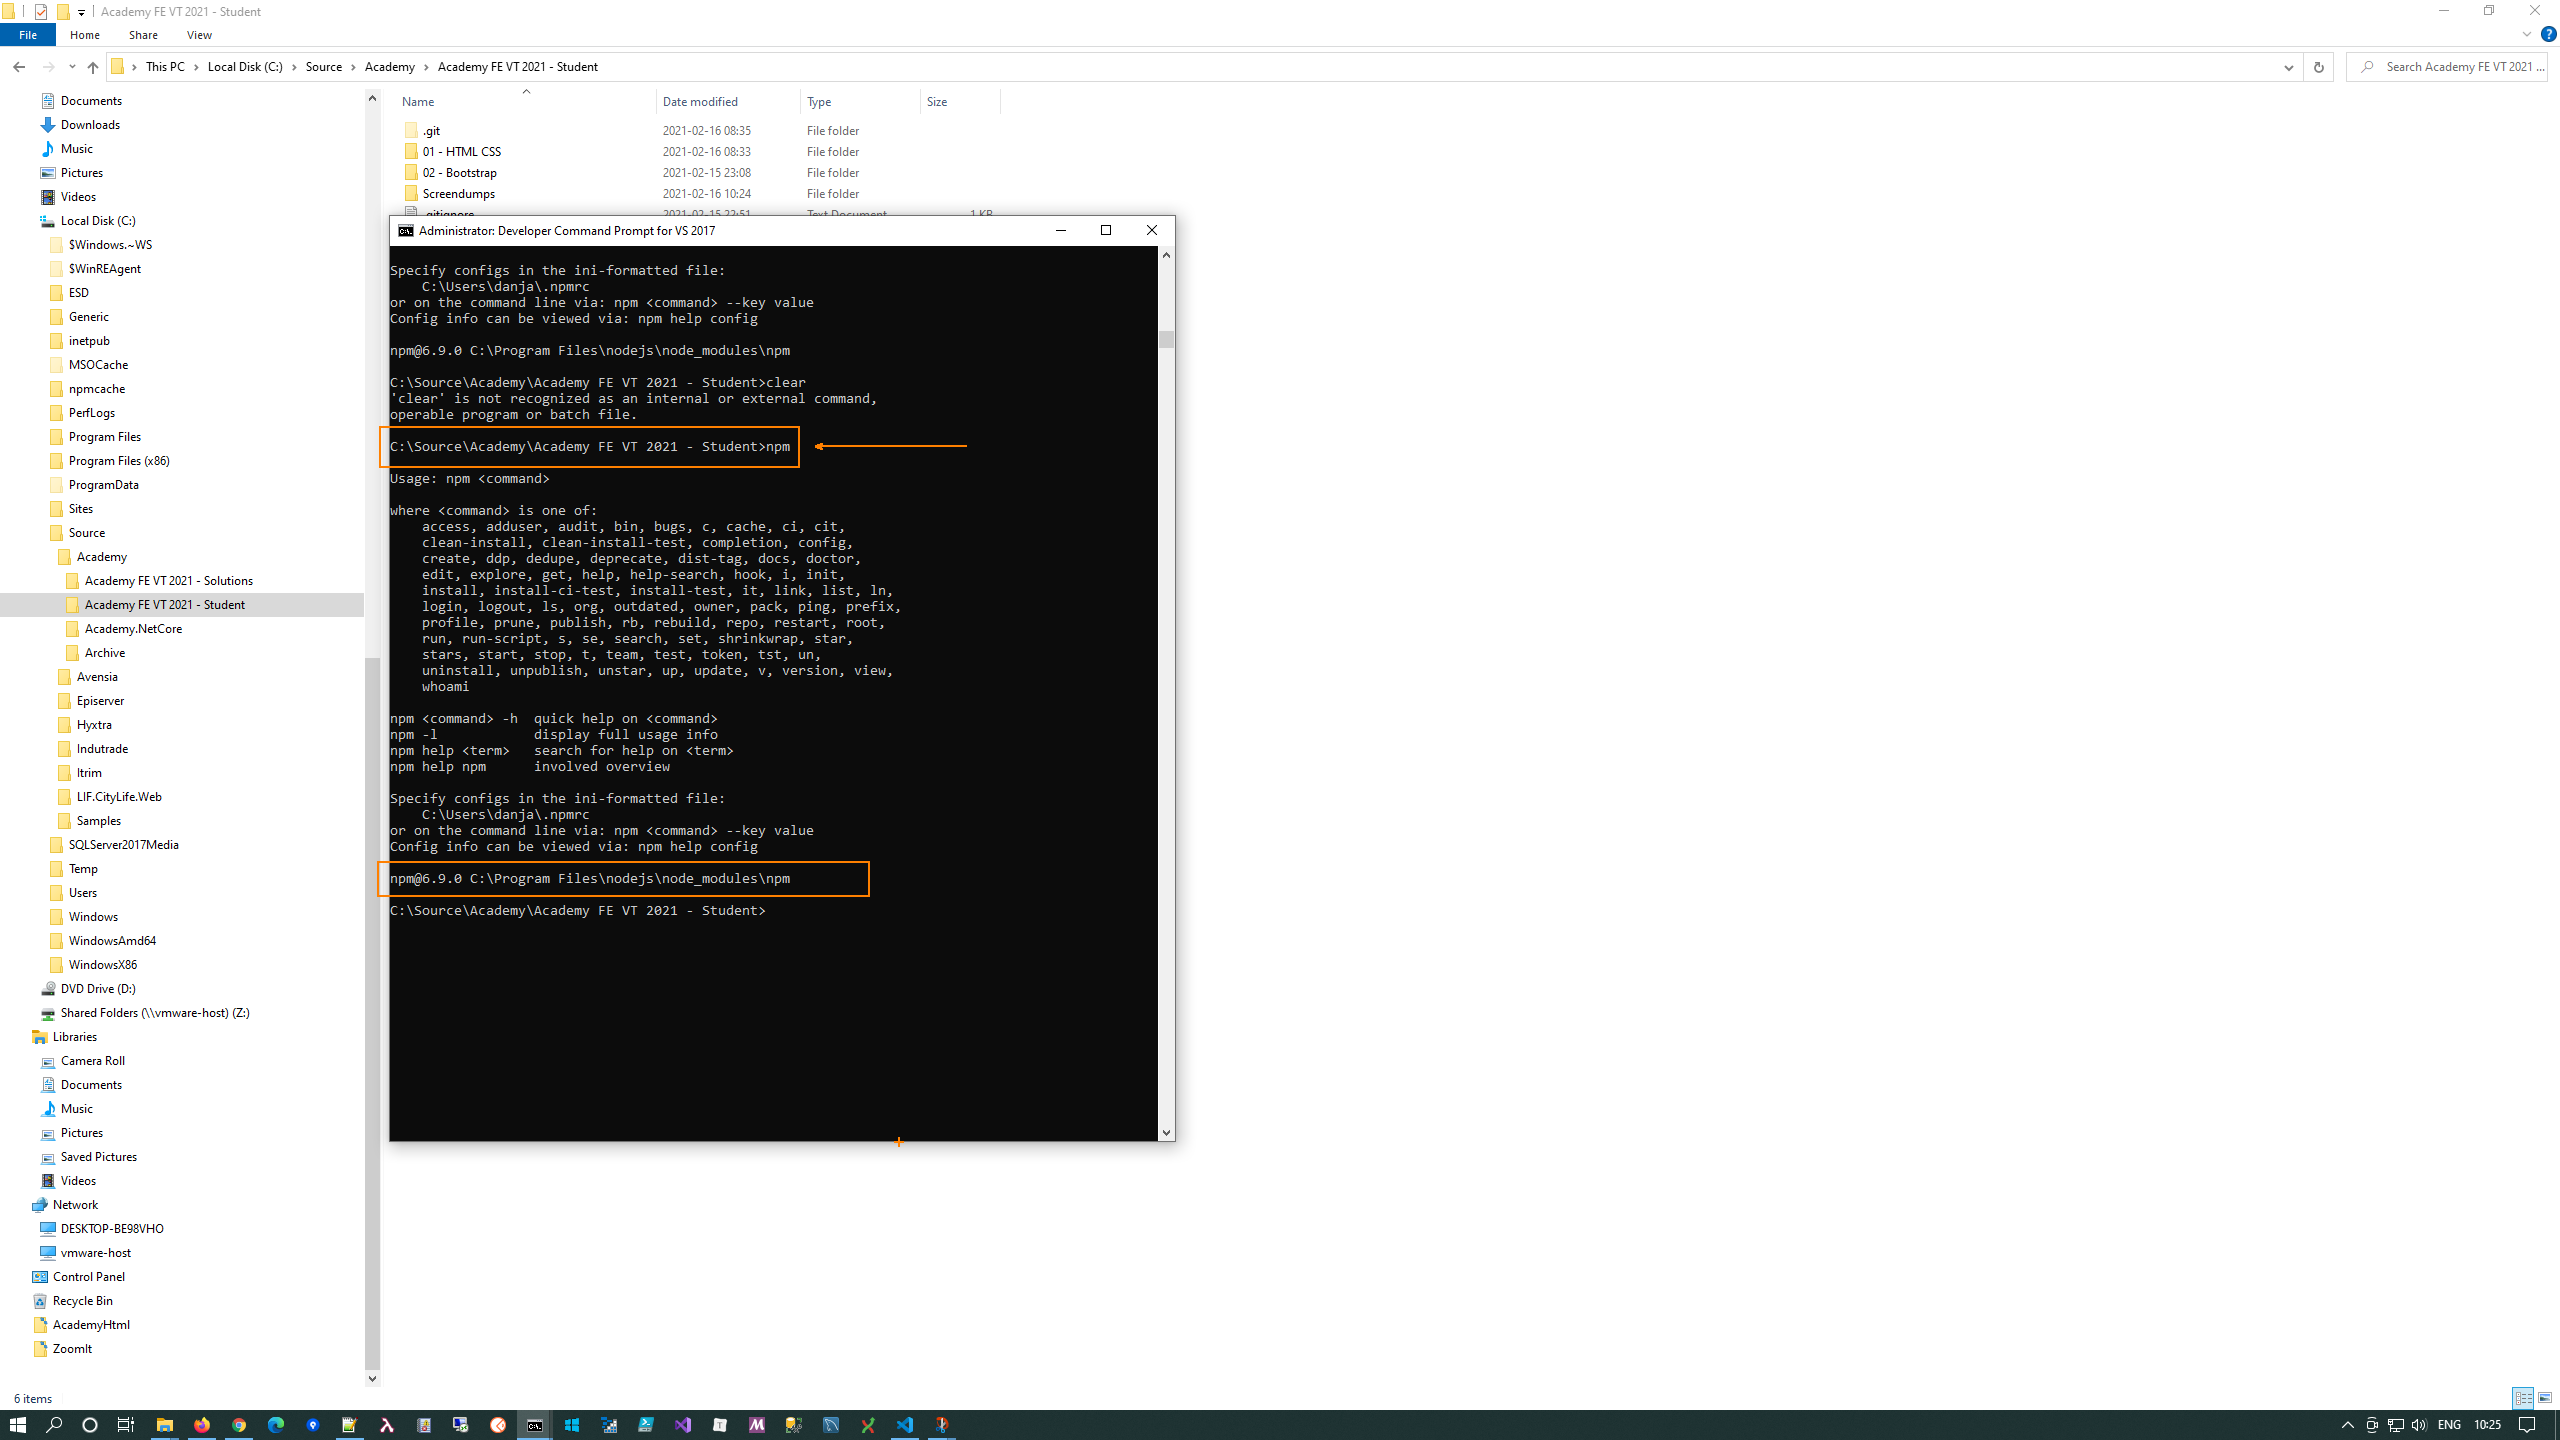 Academy FE VT 2021 - Student
File Home Share View
This PC Local Disk (C:) Source Academy Academy FE VT 2021 - Student
Search Academy FE VT 2021 ...
Documents
Downloads
Music
Pictures
Videos
Local Disk (C:)
$Windows.~WS
$WinREAgent
ESD
Generic
inetpub
MSOCache
npmcache
PerfLogs
Program Files
Program Files (x86)
ProgramData
Sites
Source
Academy
Academy FE VT 2021 - Solutions
Academy FE VT 2021 - Student
Academy.NetCore
Archive
Avensia
Episerver
Hyxtra
Indutrade
Itrim
LIF.CityLife.Web
Samples
SQLServer2017Media
Temp
Users
Windows
WindowsAmd64
WindowsX86
DVD Drive (D:)
Shared Folders (\\vmware-host) (Z:)
Libraries
Camera Roll
Documents
Music
Pictures
Saved Pictures
Videos
Network
DESKTOP-BE98VHO
vmware-host
Control Panel
Recycle Bin
AcademyHtml
ZoomIt
6 items
Name Date modified Type Size
.git 2021-02-16 08:35 File folder
01 - HTML CSS 2021-02-16 08:33 File folder
02 - Bootstrap 2021-02-15 23:08 File folder
Screendumps 2021-02-16 10:24 File folder
.gitignore 2021-02-15 22:51 Text Document 1 KB
Administrator: Developer Command Prompt for VS 2017
Specify configs in the ini-formatted file:
C:\Users\danja\.npmrc
or on the command line via: npm <command> --key value
Config info can be viewed via: npm help config
npm@6.9.0 C:\Program Files\nodejs\node_modules\npm
C:\Source\Academy\Academy FE VT 2021 - Student>clear
'clear' is not recognized as an internal or external command,
operable program or batch file.
C:\Source\Academy\Academy FE VT 2021 - Student>npm
Usage: npm <command>
where <command> is one of:
access, adduser, audit, bin, bugs, c, cache, ci, cit,
clean-install, clean-install-test, completion, config,
create, ddp, dedupe, deprecate, dist-tag, docs, doctor,
edit, explore, get, help, help-search, hook, i, init,
install, install-ci-test, install-test, it, link, list, ln,
login, logout, ls, org, outdated, owner, pack, ping, prefix,
profile, prune, publish, rb, rebuild, repo, restart, root,
run, run-script, s, se, search, set, shrinkwrap, star,
stars, start, stop, t, team, test, token, tst, un,
uninstall, unpublish, unstar, up, update, v, version, view,
whoami
npm <command> -h quick help on <command>
npm -l display full usage info
npm help <term> search for help on <term>
npm help npm involved overview
Specify configs in the ini-formatted file:
C:\Users\danja\.npmrc
or on the command line via: npm <command> --key value
Config info can be viewed via: npm help config
npm@6.9.0 C:\Program Files\nodejs\node_modules\npm
C:\Source\Academy\Academy FE VT 2021 - Student>
ENG 10:25